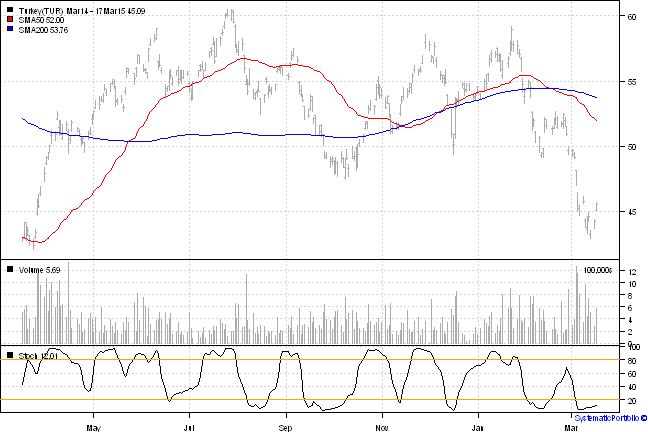 Turkey(TUR) Mar14 - 17Mar15 45.09
SMA50 52.00
SMA200 53.76
60
55
50
45
Volume 5.69
100,000s
12
10
8
6
4
2
0
Stoch 12.01
100
80
60
40
20
May Jul Sep Nov Jan Mar
SystematicPortfolio ©